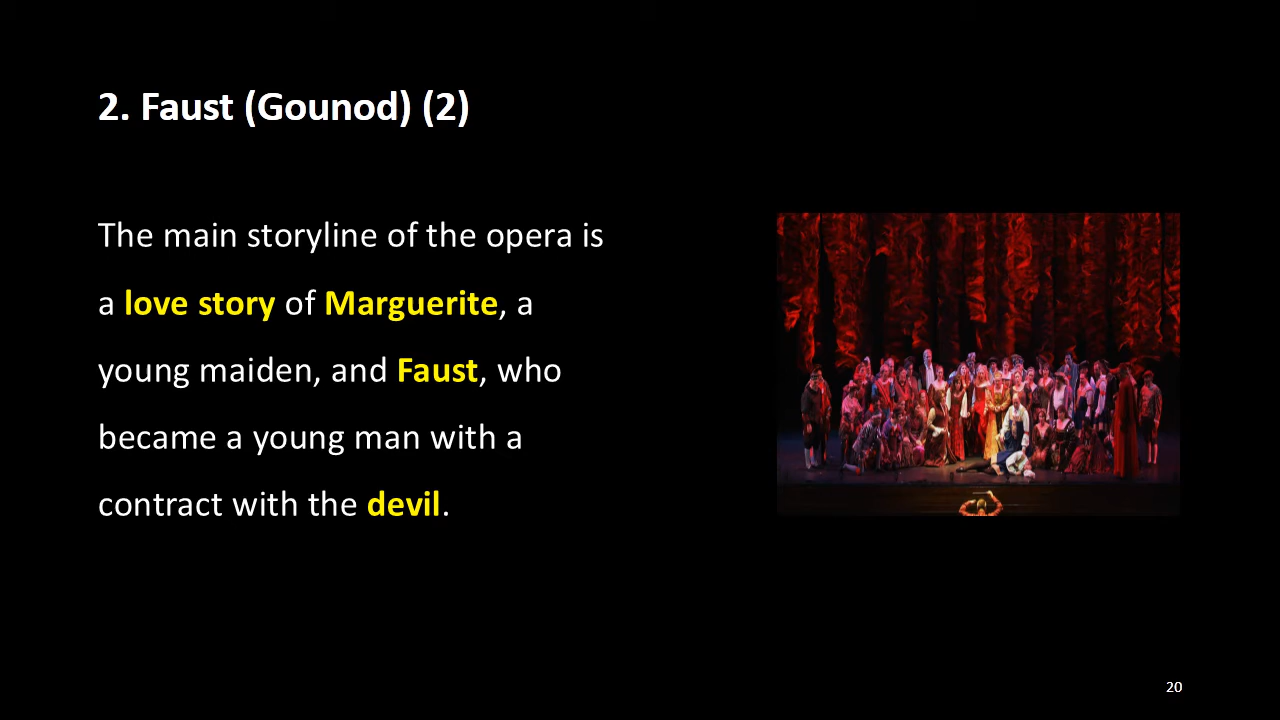 2. Faust (Gounod) (2)
The main storyline of the opera is
a love story of Marguerite, a
young maiden, and Faust, who
became a young man with a
contract with the devil.
20